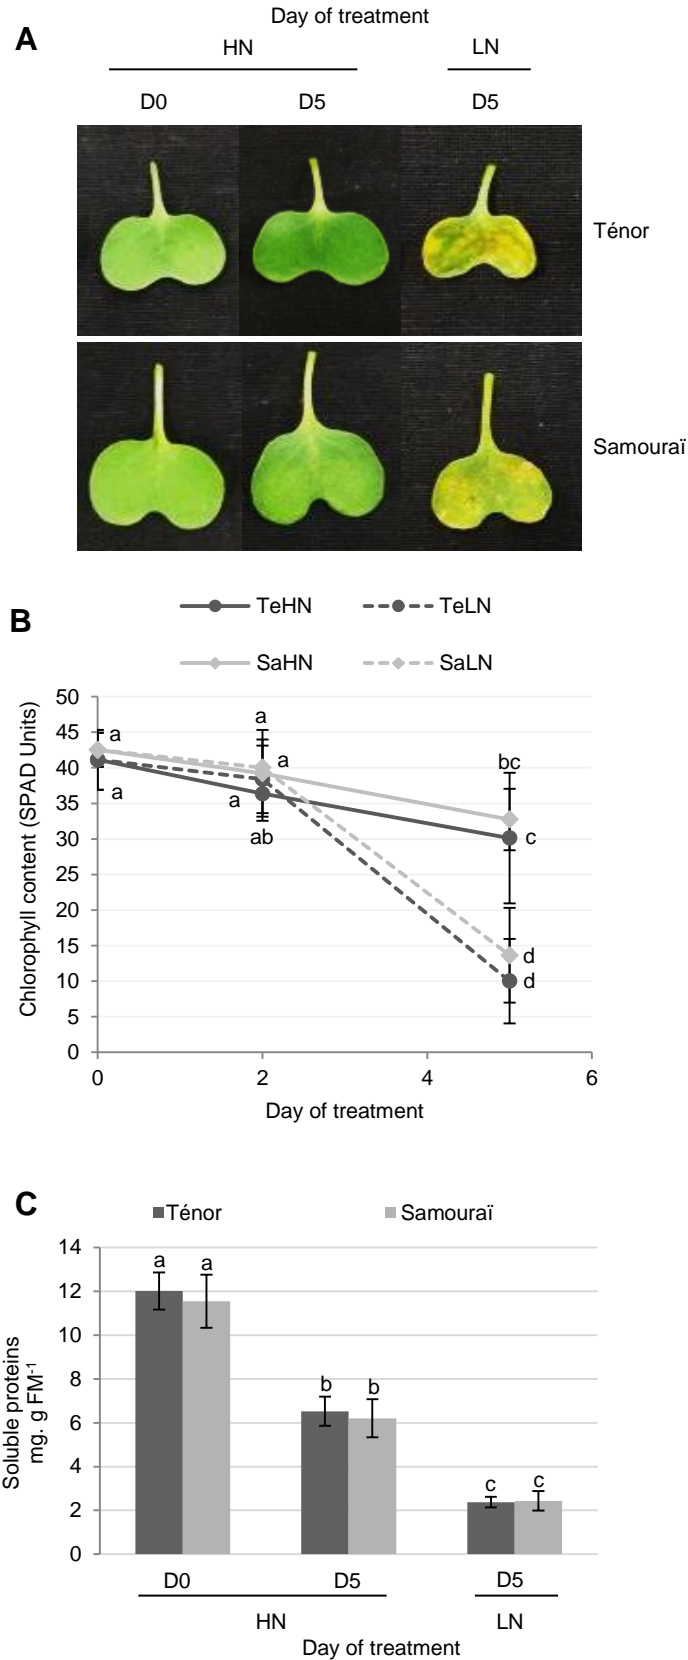 Day of treatment
A
HN
LN
D0
D5
D5
Ténor
Samouraï
B
TeHN
TeLN
SaHN
SaLN
Chlorophyll content (SPAD Units)
50
45
40
35
30
25
20
15
10
5
0
a
a
a
a
a
ab
bc
c
d
d
0
2
4
6
Day of treatment
C
Ténor
Samouraï
Soluble proteins
mg. g FM-1
14
12
10
8
6
4
2
0
a
a
b
b
c
c
D0
D5
D5
HN
LN
Day of treatment